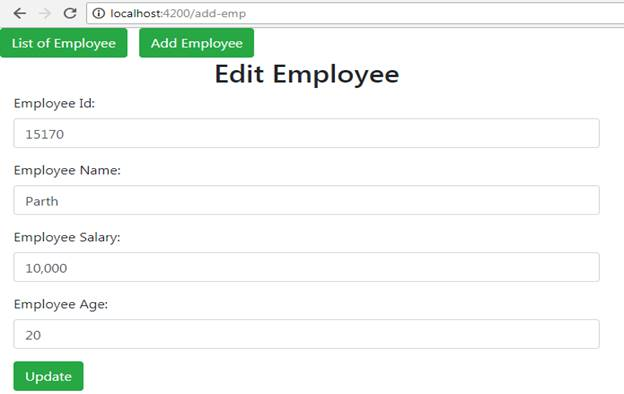 localhost:4200/add-emp
List of Employee Add Employee
Edit Employee
Employee Id:
15170
Employee Name:
Parth
Employee Salary:
10,000
Employee Age:
20
Update